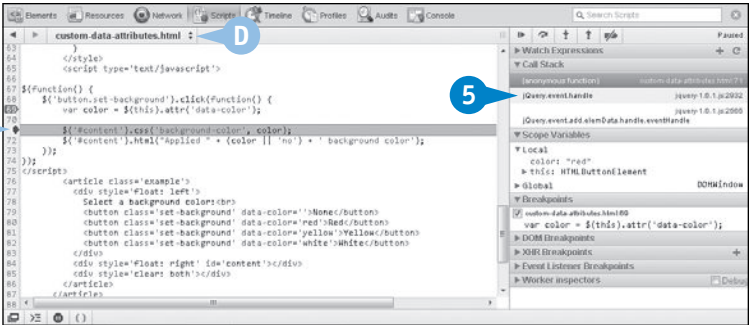 Elements Resources Network Scripts Timeline Profiles Audits Console Search Scripts
custom-data-attributes.html D Paused
63 }
64 </style>
65 <script type='text/javascript'>
66
67 $(function() {
68 $('button.set-background').click(function() {
69 var color = $(this).attr('data-color');
70
$('#content').css('background-color', color);
72 $('#content').html("Applied " + (color || 'no') + ' background color');
73 });
74 });
75 </script>
76 <article class='example'>
77 <div style='float: left'>
78 Select a background color:<br>
79 <button class='set-background' data-color=''>None</button>
80 <button class='set-background' data-color='red'>Red</button>
81 <button class='set-background' data-color='yellow'>Yellow</button>
82 <button class='set-background' data-color='white'>White</button>
83 </div>
84 <div style='float: right' id='content'></div>
85 <div style='clear: both'></div>
86 </article>
87 </article>
88
Watch Expressions + C
Call Stack
(anonymous function) custom-data-attributes.html:71
5
jQuery.event.handle jquery-1.6.1.js:2932
jquery-1.6.1.js:2566
jQuery.event.add.elemData.handle.eventHandle
Scope Variables
Local
color: "red"
this: HTMLButtonElement
Global DOMWindow
Breakpoints
custom-data-attributes.html:69
var color = $(this).attr('data-color');
DOM Breakpoints
XHR Breakpoints +
Event Listener Breakpoints
Worker inspectors Debug